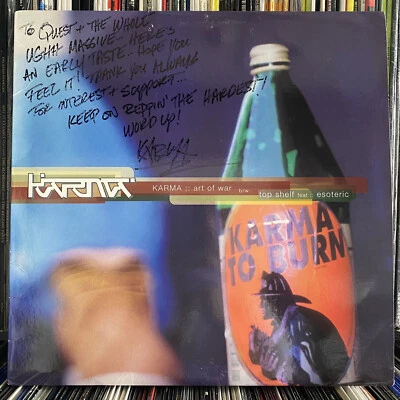 TO QUEST + THE WHOLE
UGHH MASSIVE - HERE'S
AN EARLY TASTE - HOPE YOU
FEEL IT! THANK YOU ALWAYS
FOR INTEREST + SUPPORT...
KEEP ON REPPIN' THE HARDEST!
WORD UP!
karma
KARMA :: art of war b/w: top shelf feat :: esoteric
KARMA
TO BURN